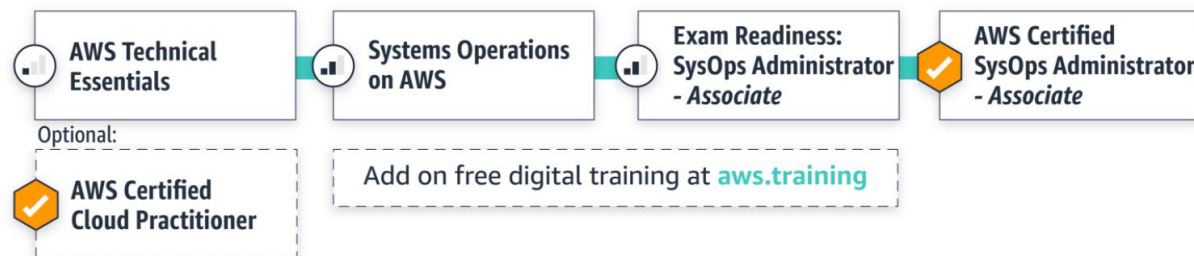 AWS Technical
Essentials
Systems Operations
on AWS
Exam Readiness:
SysOps Administrator
- Associate
AWS Certified
SysOps Administrator
- Associate
Optional:
AWS Certified
Cloud Practitioner
Add on free digital training at aws.training